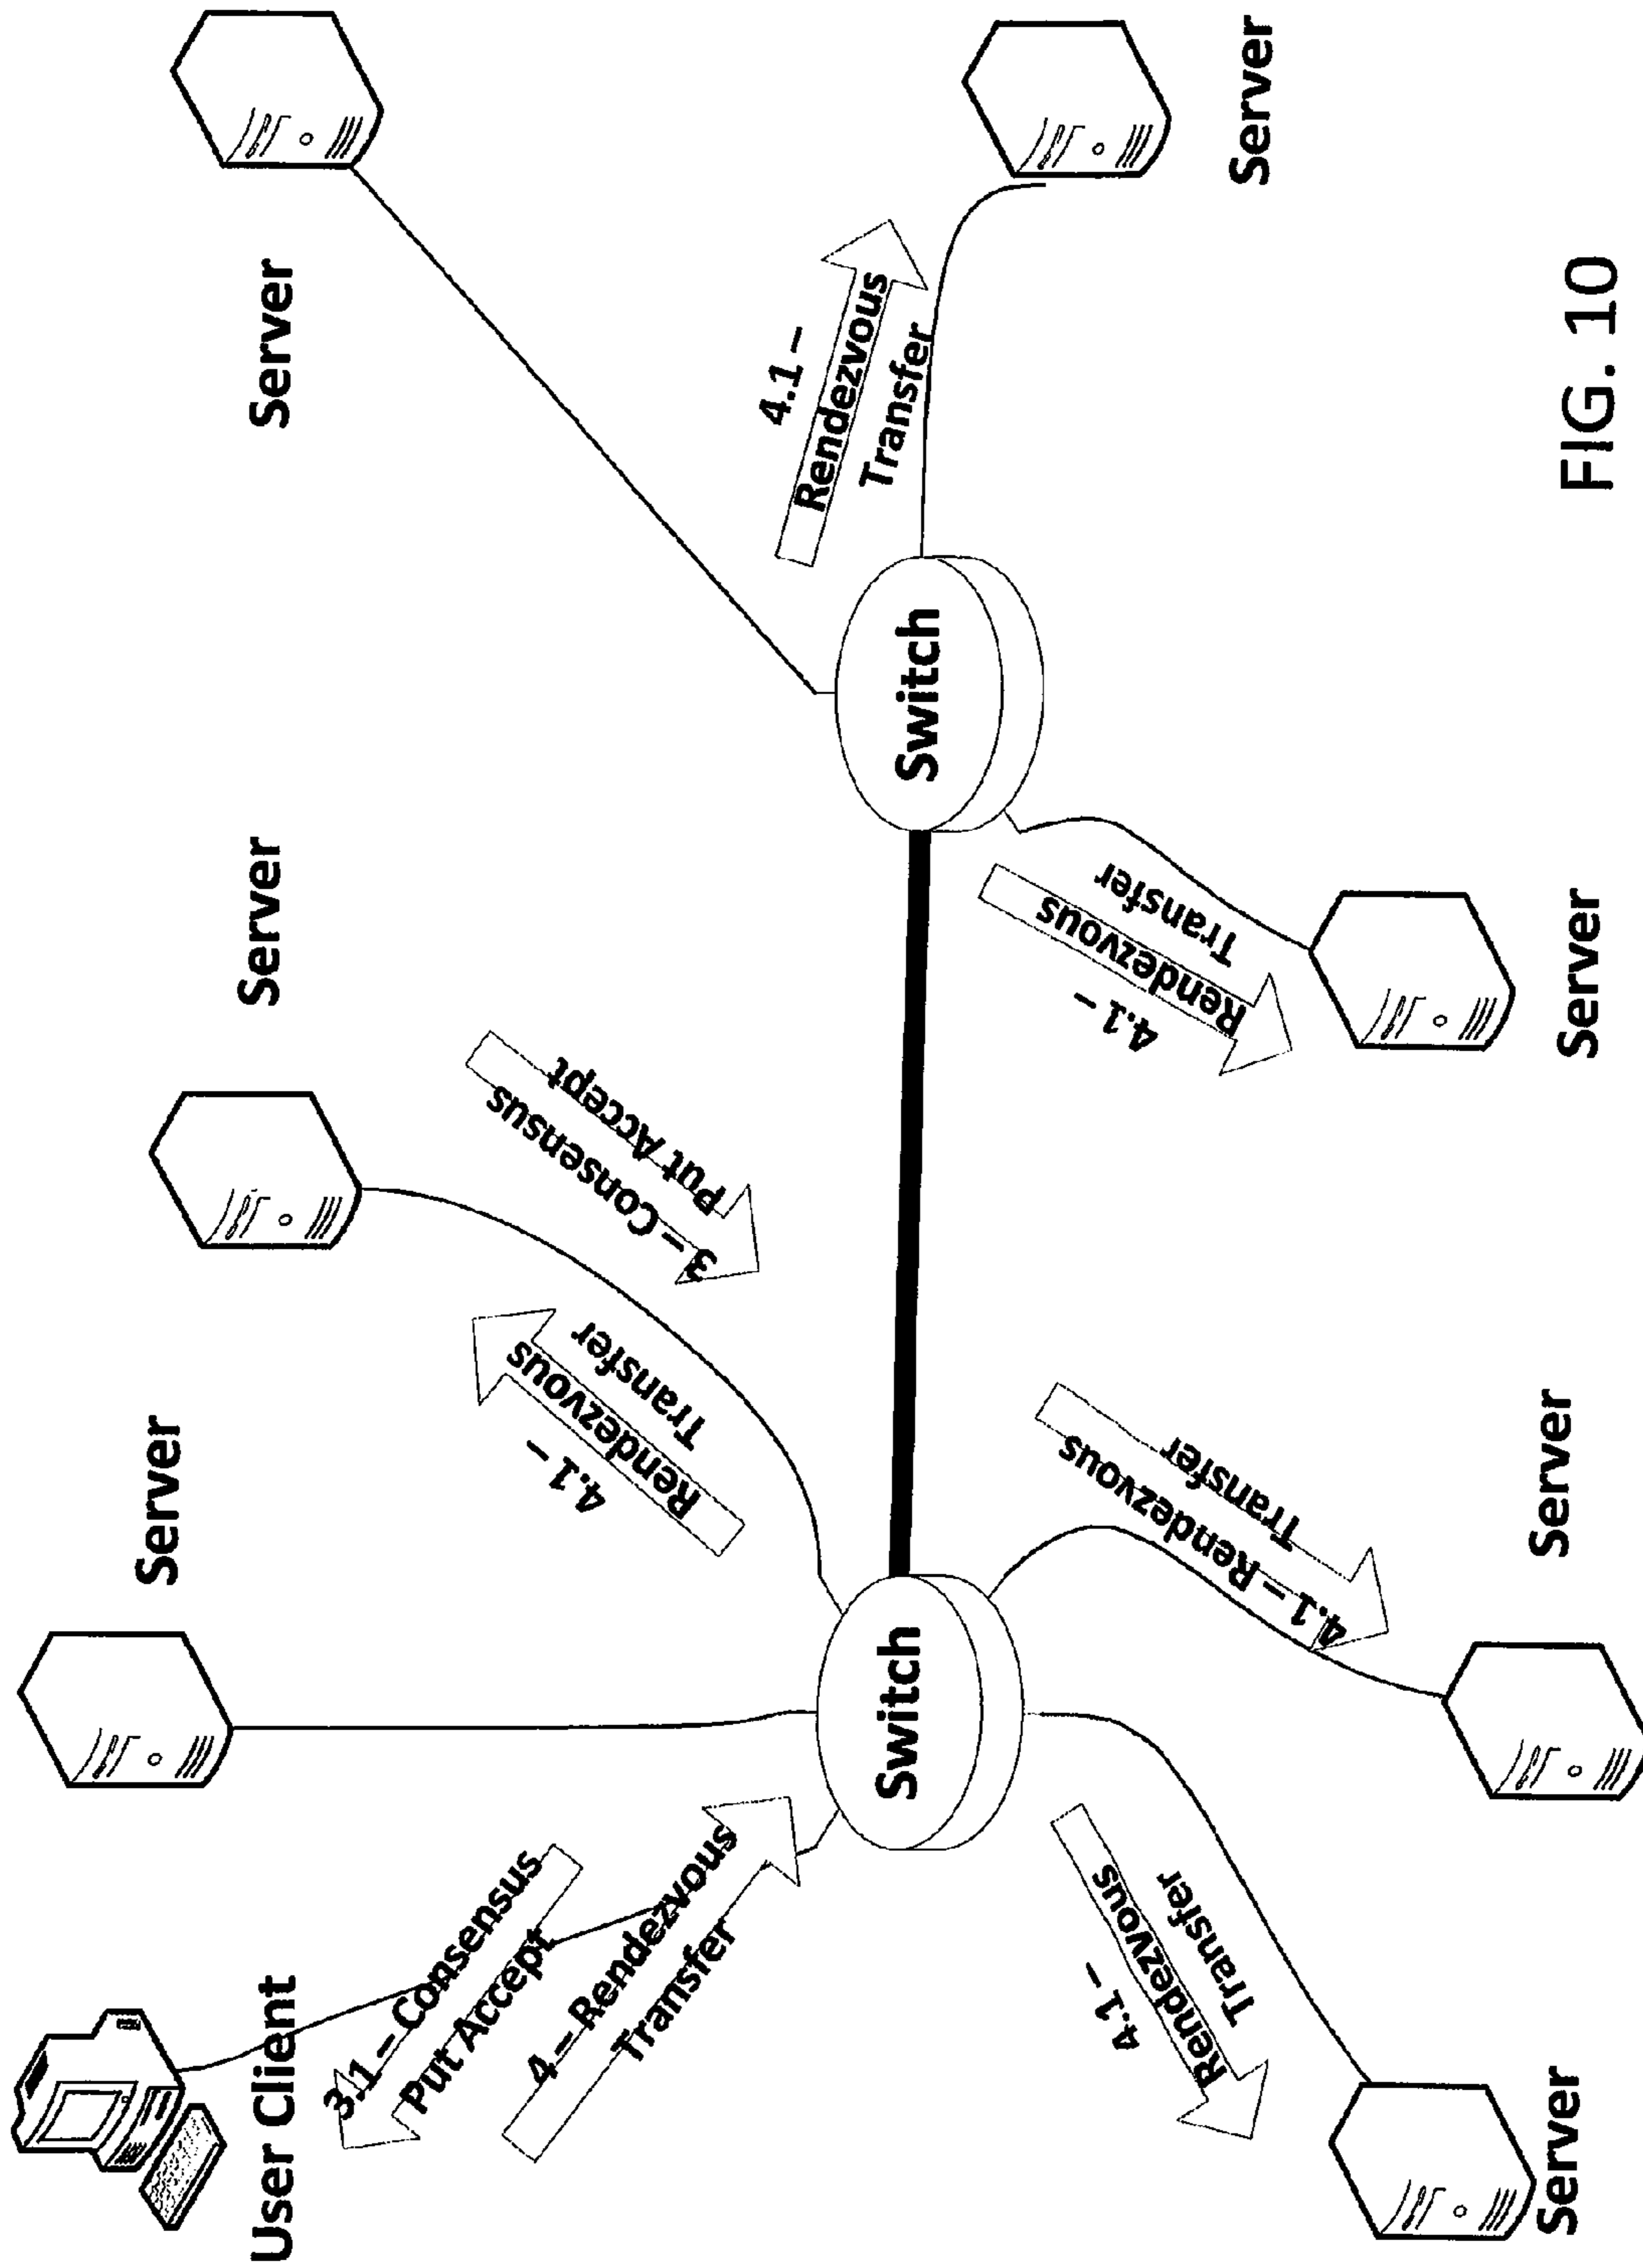 Server
Server
Server
User Client
3.1 – Consensus
Put Accept
4 – Rendezvous
Transfer
4.1 –
Rendezvous
Transfer
3 – Consensus
Put Accept
4.1 –
Rendezvous
Transfer
Switch
Switch
4.1 –
Rendezvous
Transfer
4.1 – Rendezvous
Transfer
4.1 –
Rendezvous
Transfer
Server
Server
Server
Server
FIG. 10